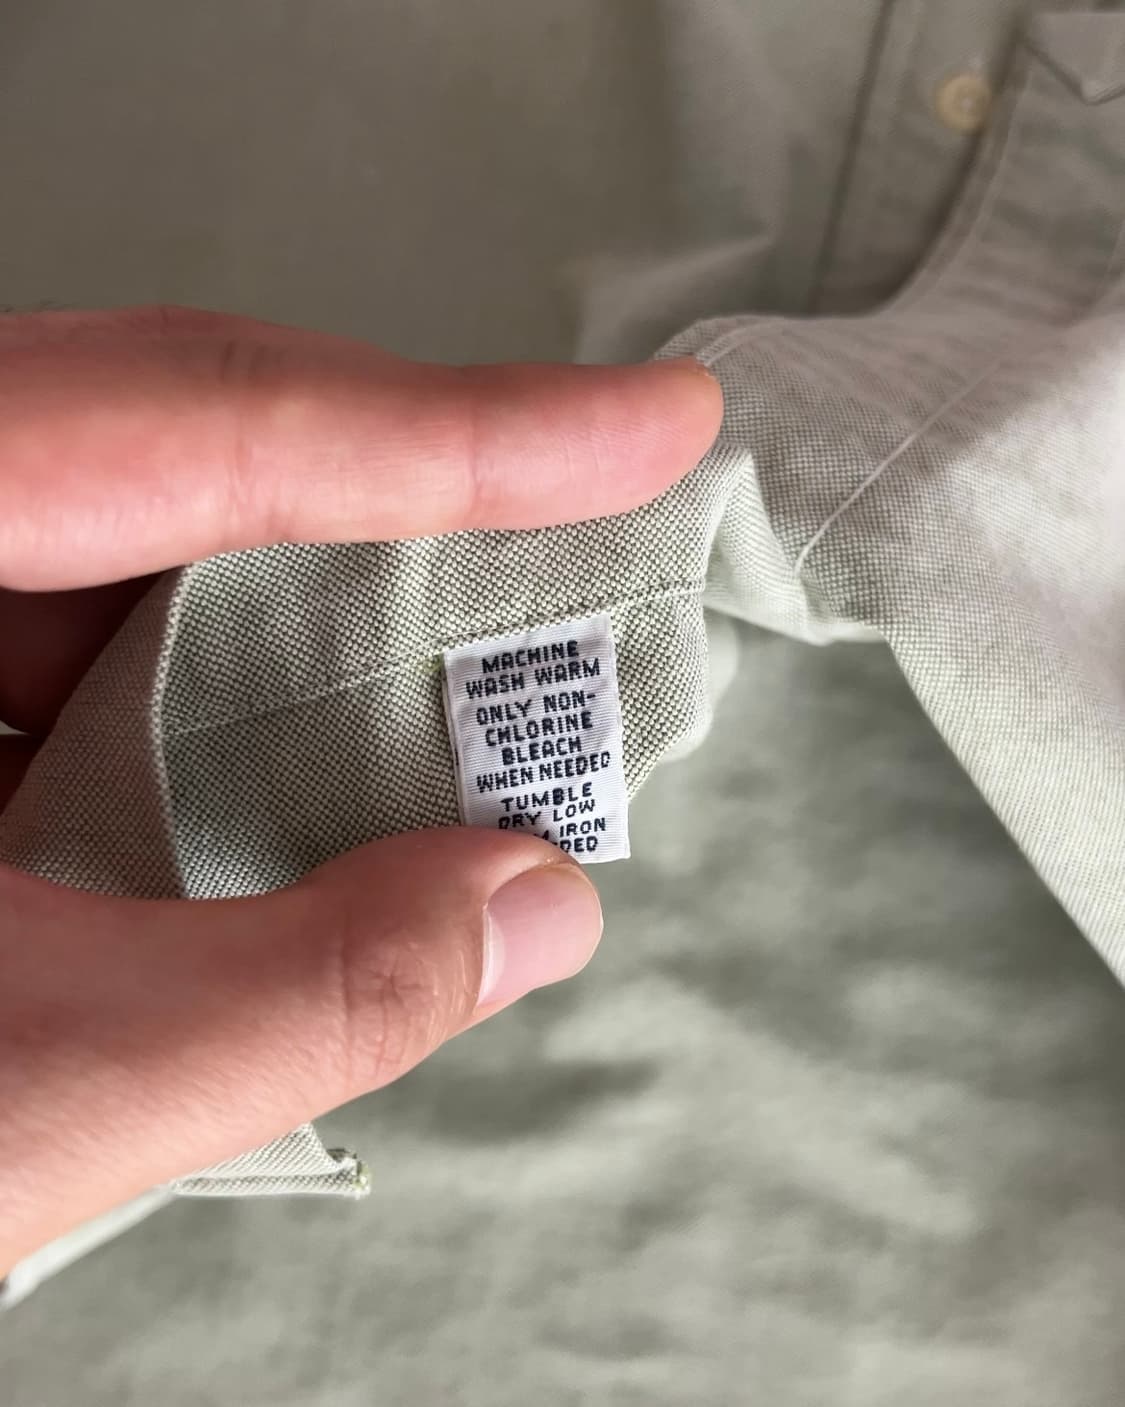 MACHINE
WASH WARM
ONLY NON-
CHLORINE
BLEACH
WHEN NEEDED
TUMBLE
DRY LOW
IRON